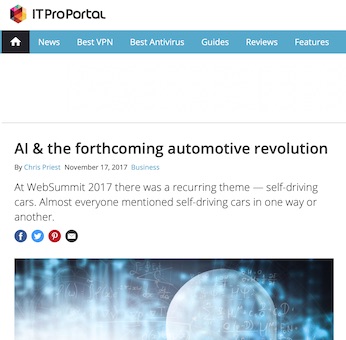 ITProPortal
News Best VPN Best Antivirus Guides Reviews Features
AI & the forthcoming automotive revolution
By Chris Priest November 17, 2017 Business
At WebSummit 2017 there was a recurring theme — self-driving
cars. Almost everyone mentioned self-driving cars in one way or
another.